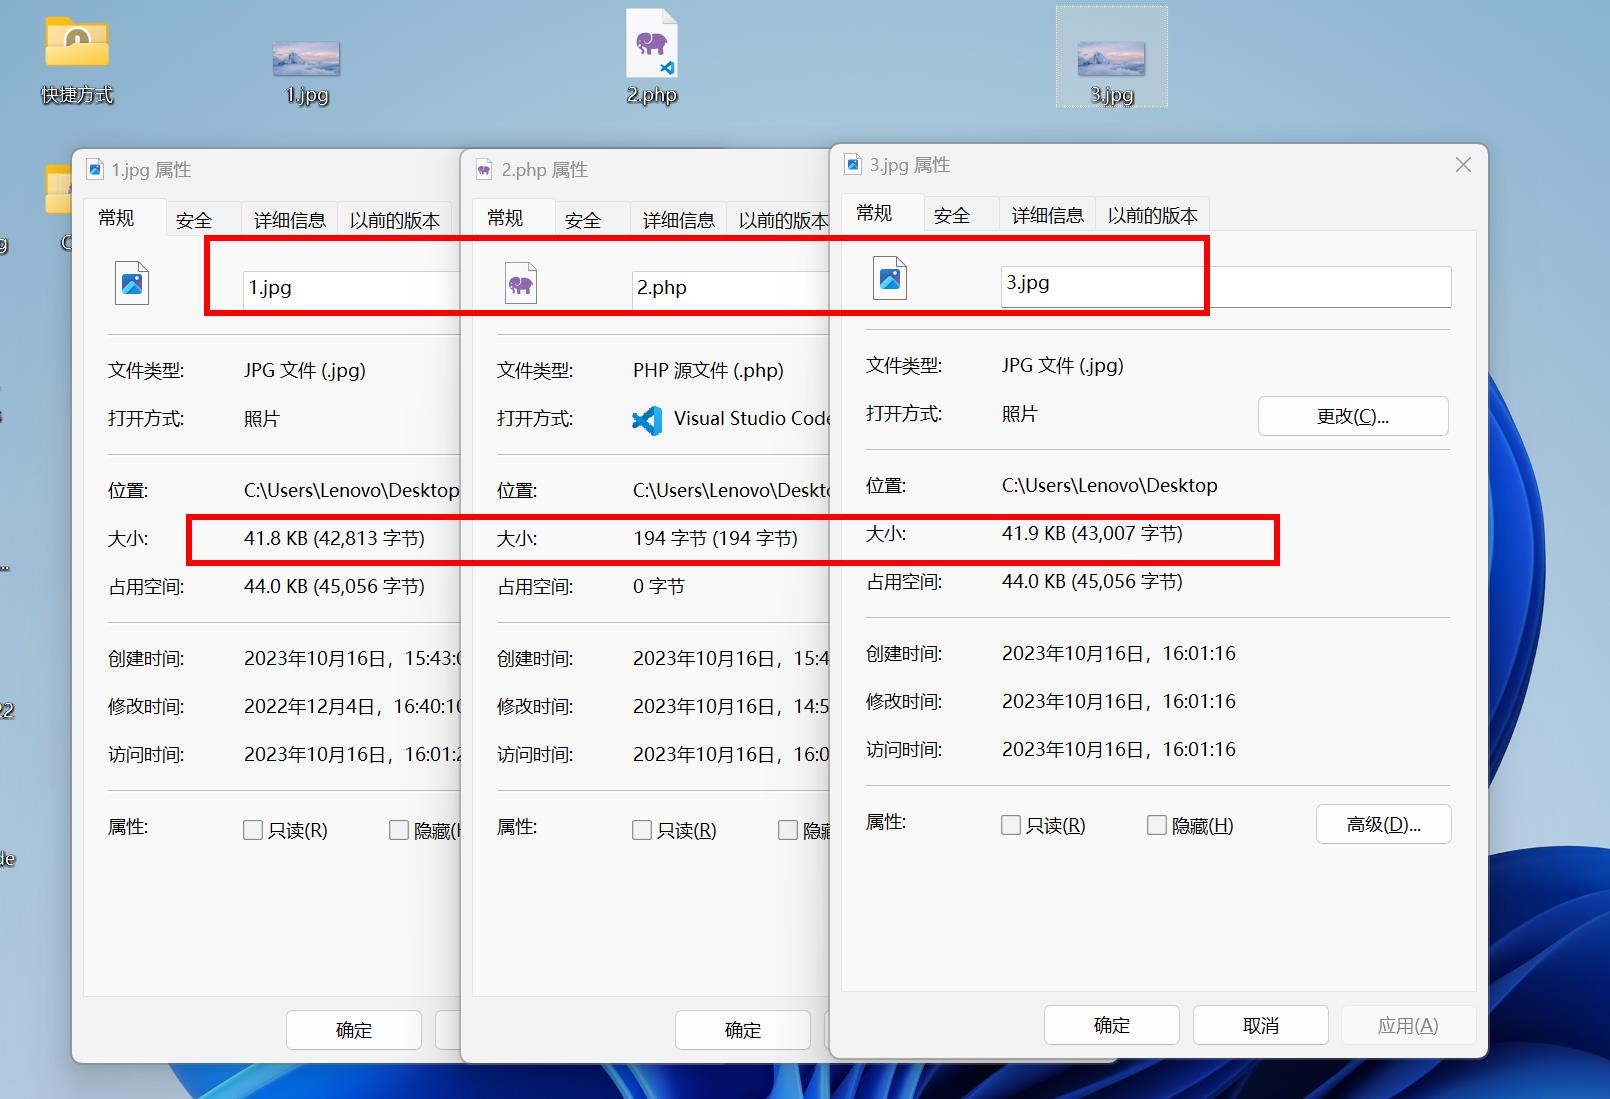 快捷方式
1.jpg
2.php
3.jpg
1.jpg 属性
常规
安全
详细信息
以前的版本
1.jpg
文件类型:
JPG 文件 (.jpg)
打开方式:
照片
位置:
C:\Users\Lenovo\Desktop
大小:
41.8 KB (42,813 字节)
占用空间:
44.0 KB (45,056 字节)
创建时间:
2023年10月16日，15:43:0
修改时间:
2022年12月4日，16:40:10
访问时间:
2023年10月16日，16:01:2
属性:
只读(R)
隐藏(
确定
2.php 属性
常规
安全
详细信息
以前的版本
2.php
文件类型:
PHP 源文件 (.php)
打开方式:
Visual Studio Code
位置:
C:\Users\Lenovo\Deskto
大小:
194 字节 (194 字节)
占用空间:
0 字节
创建时间:
2023年10月16日，15:4
修改时间:
2023年10月16日，14:5
访问时间:
2023年10月16日，16:0
属性:
只读(R)
隐藏
确定
3.jpg 属性
常规
安全
详细信息
以前的版本
3.jpg
文件类型:
JPG 文件 (.jpg)
打开方式:
照片
更改(C)...
位置:
C:\Users\Lenovo\Desktop
大小:
41.9 KB (43,007 字节)
占用空间:
44.0 KB (45,056 字节)
创建时间:
2023年10月16日，16:01:16
修改时间:
2023年10月16日，16:01:16
访问时间:
2023年10月16日，16:01:16
属性:
只读(R)
隐藏(H)
高级(D)...
确定
取消
应用(A)